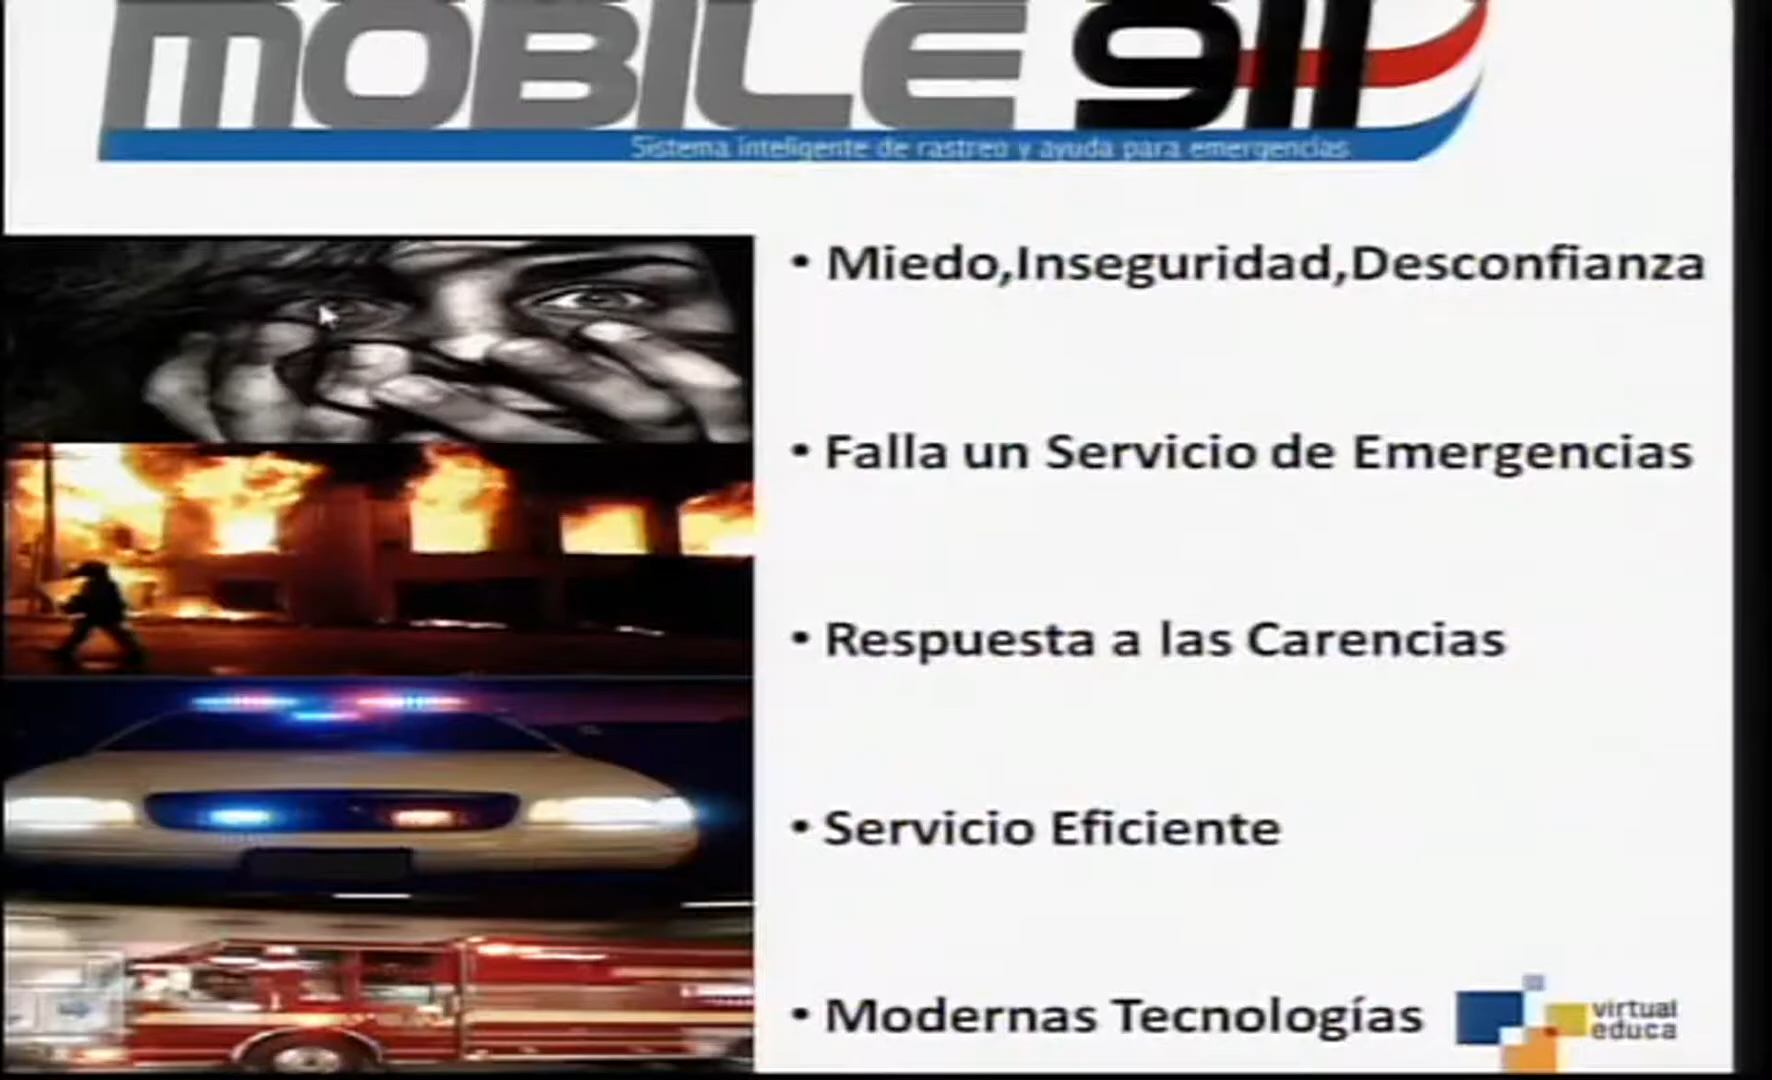 MOBILE 911
Sistema inteligente de rastreo y ayuda para emergencias
• Miedo,Inseguridad,Desconfianza
• Falla un Servicio de Emergencias
• Respuesta a las Carencias
• Servicio Eficiente
• Modernas Tecnologías
virtual
educa